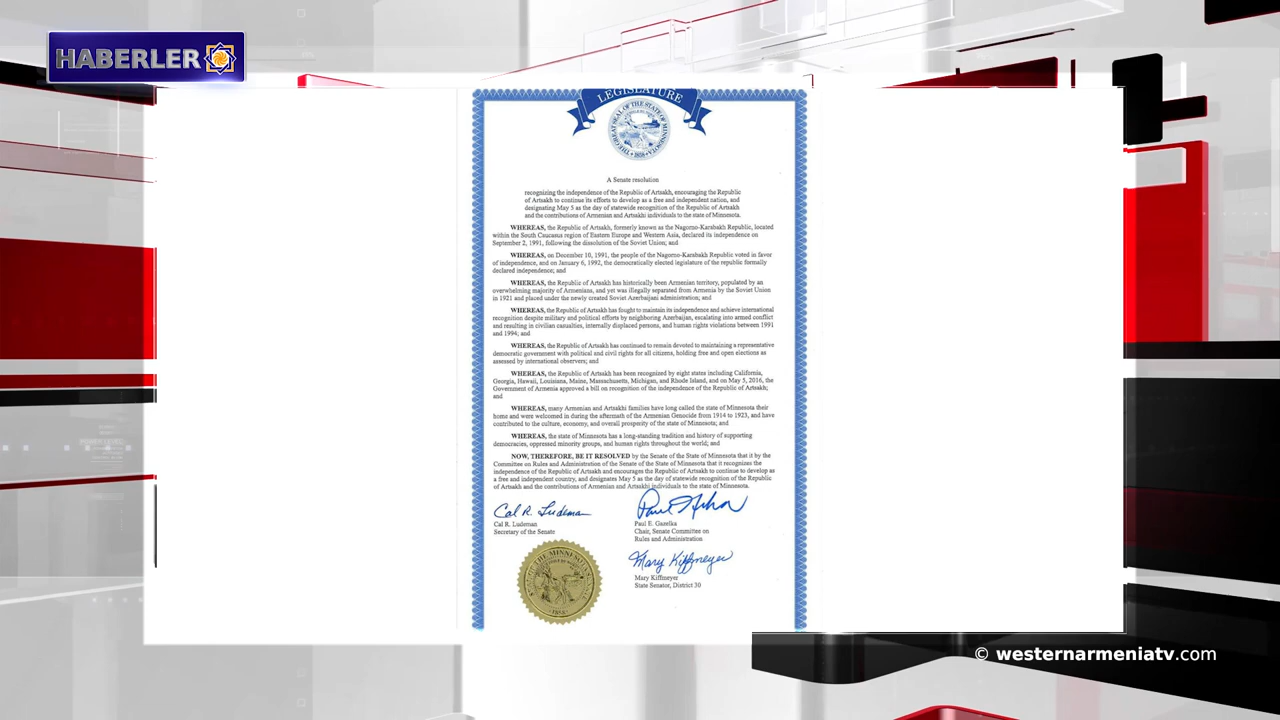 HABERLER
LEGISLATURE
THE GREAT SEAL OF THE STATE OF MINNESOTA
A Senate resolution
recognizing the independence of the Republic of Artsakh, encouraging the Republic
of Artsakh to continue its efforts to develop as a free and independent nation, and
designating May 5 as the day of statewide recognition of the Republic of Artsakh
and the contributions of Armenian and Artsakhi individuals to the state of Minnesota.
WHEREAS, the Republic of Artsakh, formerly known as the Nagorno-Karabakh Republic, located
within the South Caucasus region of Eastern Europe and Western Asia, declared its independence on
September 2, 1991, following the dissolution of the Soviet Union; and
WHEREAS, on December 10, 1991, the people of the Nagorno-Karabakh Republic voted in favor
of independence, and on January 6, 1992, the democratically elected legislature of the republic formally
declared independence; and
WHEREAS, the Republic of Artsakh has historically been Armenian territory, populated by an
overwhelming majority of Armenians, and yet was illegally separated from Armenia by the Soviet Union
in 1921 and placed under the newly created Soviet Azerbaijani administration; and
WHEREAS, the Republic of Artsakh has fought to maintain its independence and achieve international
recognition despite military and political efforts by neighboring Azerbaijan, escalating into armed conflict
and resulting in civilian casualties, internally displaced persons, and human rights violations between 1991
and 1994; and
WHEREAS, the Republic of Artsakh has continued to remain devoted to maintaining a representative
democratic government with political and civil rights for all citizens, holding free and open elections as
assessed by international observers; and
WHEREAS, the Republic of Artsakh has been recognized by eight states including California,
Georgia, Hawaii, Louisiana, Maine, Massachusetts, Michigan, and Rhode Island, and on May 5, 2016, the
Government of Armenia approved a bill on recognition of the independence of the Republic of Artsakh;
and
WHEREAS, many Armenian and Artsakhi families have long called the state of Minnesota their
home and were welcomed in during the aftermath of the Armenian Genocide from 1914 to 1923, and have
contributed to the culture, economy, and overall prosperity of the state of Minnesota; and
WHEREAS, the state of Minnesota has a long-standing tradition and history of supporting
democracies, oppressed minority groups, and human rights throughout the world; and
NOW, THEREFORE, BE IT RESOLVED by the Senate of the State of Minnesota that it by the
Committee on Rules and Administration of the Senate of the State of Minnesota that it recognizes the
independence of the Republic of Artsakh and encourages the Republic of Artsakh to continue to develop as
a free and independent country, and designates May 5 as the day of statewide recognition of the Republic
of Artsakh and the contributions of Armenian and Artsakhi individuals to the state of Minnesota.
Cal R. Ludeman
Cal R. Ludeman
Secretary of the Senate
Paul E. Gazelka
Chair, Senate Committee on
Rules and Administration
Mary Kiffmeyer
Mary Kiffmeyer
State Senator, District 30
© westernarmeniatv.com